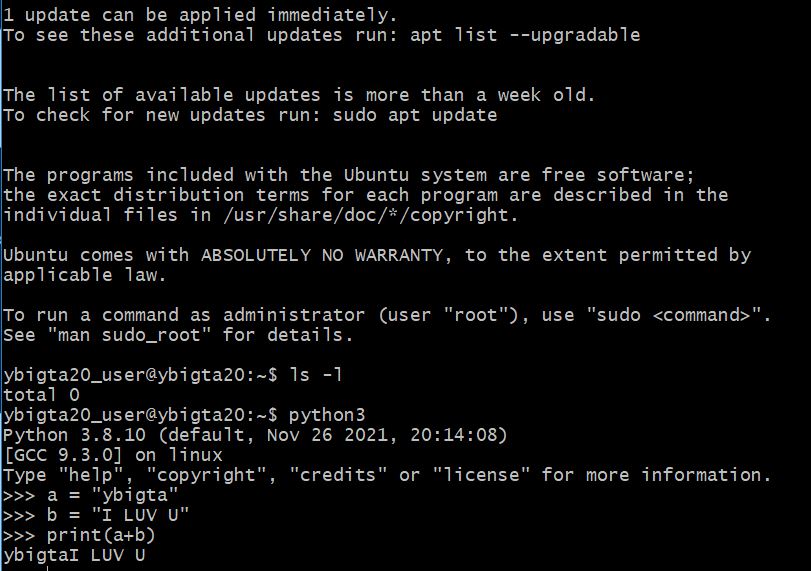 1 update can be applied immediately.
To see these additional updates run: apt list --upgradable
The list of available updates is more than a week old.
To check for new updates run: sudo apt update
The programs included with the Ubuntu system are free software;
the exact distribution terms for each program are described in the
individual files in /usr/share/doc/*/copyright.
Ubuntu comes with ABSOLUTELY NO WARRANTY, to the extent permitted by
applicable law.
To run a command as administrator (user "root"), use "sudo <command>".
See "man sudo_root" for details.
ybigta20_user@ybigta20:~$ ls -l
total 0
ybigta20_user@ybigta20:~$ python3
Python 3.8.10 (default, Nov 26 2021, 20:14:08)
[GCC 9.3.0] on linux
Type "help", "copyright", "credits" or "license" for more information.
>>> a = "ybigta"
>>> b = "I LUV U"
>>> print(a+b)
ybigtaI LUV U